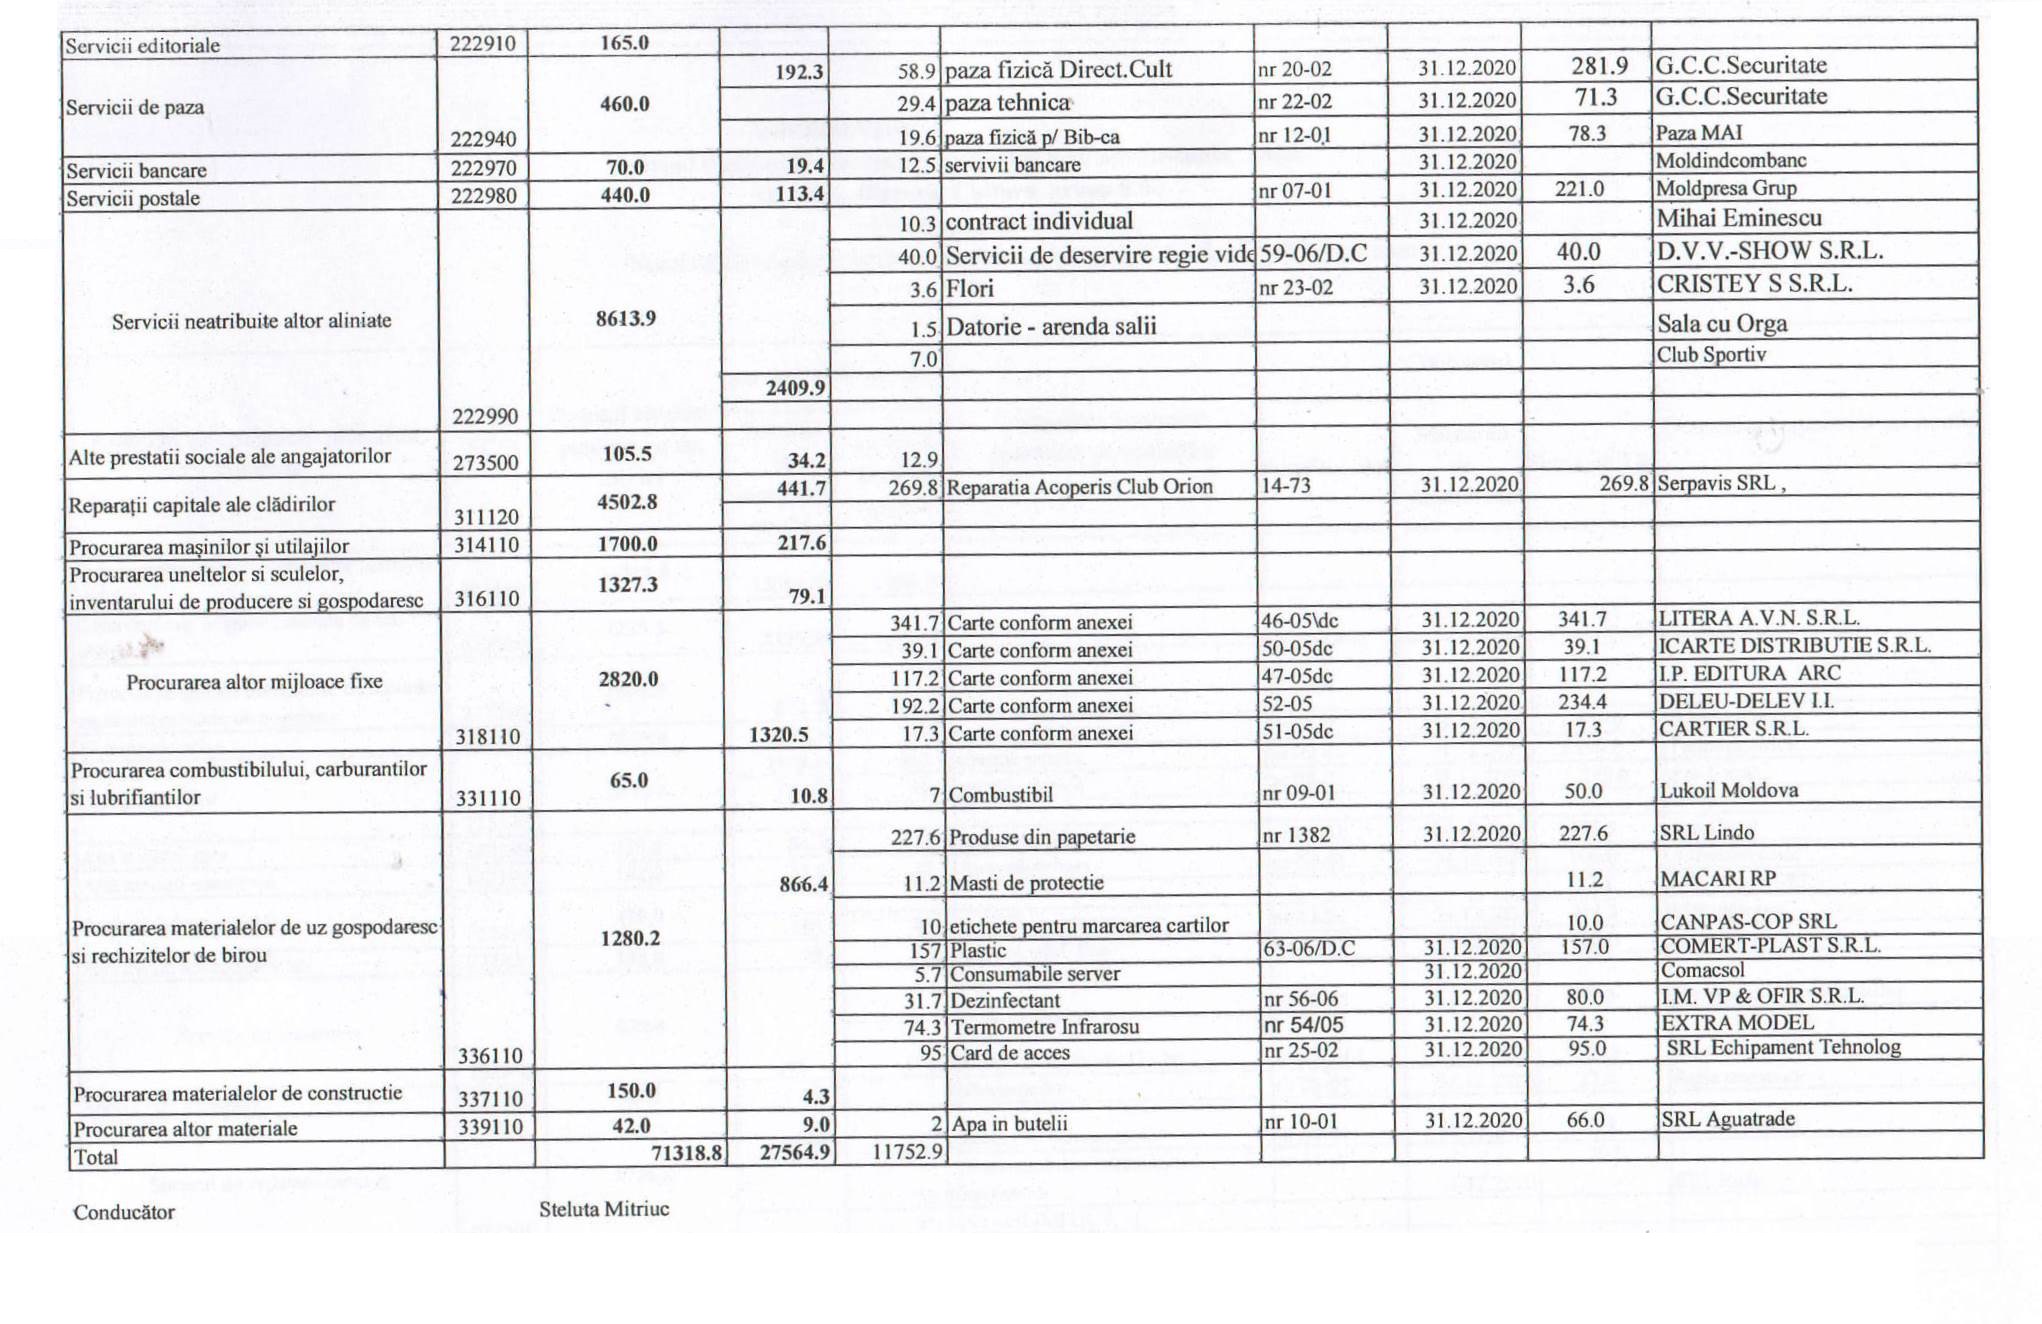 Servicii editoriale 222910 165.0
192.3 58.9 paza fizică Direct.Cult nr 20-02 31.12.2020 281.9 G.C.C.Securitate
Servicii de paza 460.0 29.4 paza tehnica nr 22-02 31.12.2020 71.3 G.C.C.Securitate
222940 19.6 paza fizică p/ Bib-ca nr 12-01 31.12.2020 78.3 Paza MAI
Servicii bancare 222970 70.0 19.4 12.5 servivii bancare 31.12.2020 Moldindcombanc
Servicii postale 222980 440.0 113.4 nr 07-01 31.12.2020 221.0 Moldpresa Grup
10.3 contract individual 31.12.2020 Mihai Eminescu
40.0 Servicii de deservire regie vide 59-06/D.C 31.12.2020 40.0 D.V.V.-SHOW S.R.L.
3.6 Flori nr 23-02 31.12.2020 3.6 CRISTEY S S.R.L.
Servicii neatribuite altor aliniate 8613.9 1.5 Datorie - arenda salii Sala cu Orga
7.0 Club Sportiv
2409.9
222990
Alte prestatii sociale ale angajatorilor 273500 105.5 34.2 12.9
441.7 269.8 Reparatia Acoperis Club Orion 14-73 31.12.2020 269.8 Serpavis SRL ,
Reparații capitale ale clădirilor 311120 4502.8
Procurarea mașinilor şi utilajilor 314110 1700.0 217.6
Procurarea uneltelor si sculelor,
inventarului de producere si gospodaresc 316110 1327.3 79.1
341.7 Carte conform anexei 46-05\dc 31.12.2020 341.7 LITERA A.V.N. S.R.L.
39.1 Carte conform anexei 50-05dc 31.12.2020 39.1 ICARTE DISTRIBUTIE S.R.L.
Procurarea altor mijloace fixe 2820.0 117.2 Carte conform anexei 47-05dc 31.12.2020 117.2 I.P. EDITURA ARC
192.2 Carte conform anexei 52-05 31.12.2020 234.4 DELEU-DELEV I.I.
318110 1320.5 17.3 Carte conform anexei 51-05dc 31.12.2020 17.3 CARTIER S.R.L.
Procurarea combustibilului, carburantilor
si lubrifiantilor 331110 65.0 10.8 7 Combustibil nr 09-01 31.12.2020 50.0 Lukoil Moldova
227.6 Produse din papetarie nr 1382 31.12.2020 227.6 SRL Lindo
866.4 11.2 Masti de protectie 11.2 MACARI RP
Procurarea materialelor de uz gospodaresc 1280.2 10 etichete pentru marcarea cartilor 10.0 CANPAS-COP SRL
si rechizitelor de birou 157 Plastic 63-06/D.C 31.12.2020 157.0 COMERT-PLAST S.R.L.
5.7 Consumabile server 31.12.2020 Comacsol
31.7 Dezinfectant nr 56-06 31.12.2020 80.0 I.M. VP & OFIR S.R.L.
74.3 Termometre Infrarosu nr 54/05 31.12.2020 74.3 EXTRA MODEL
336110 95 Card de acces nr 25-02 31.12.2020 95.0 SRL Echipament Tehnolog
Procurarea materialelor de constructie 337110 150.0 4.3
Procurarea altor materiale 339110 42.0 9.0 2 Apa in butelii nr 10-01 31.12.2020 66.0 SRL Aguatrade
Total 71318.8 27564.9 11752.9
Conducător Steluta Mitriuc